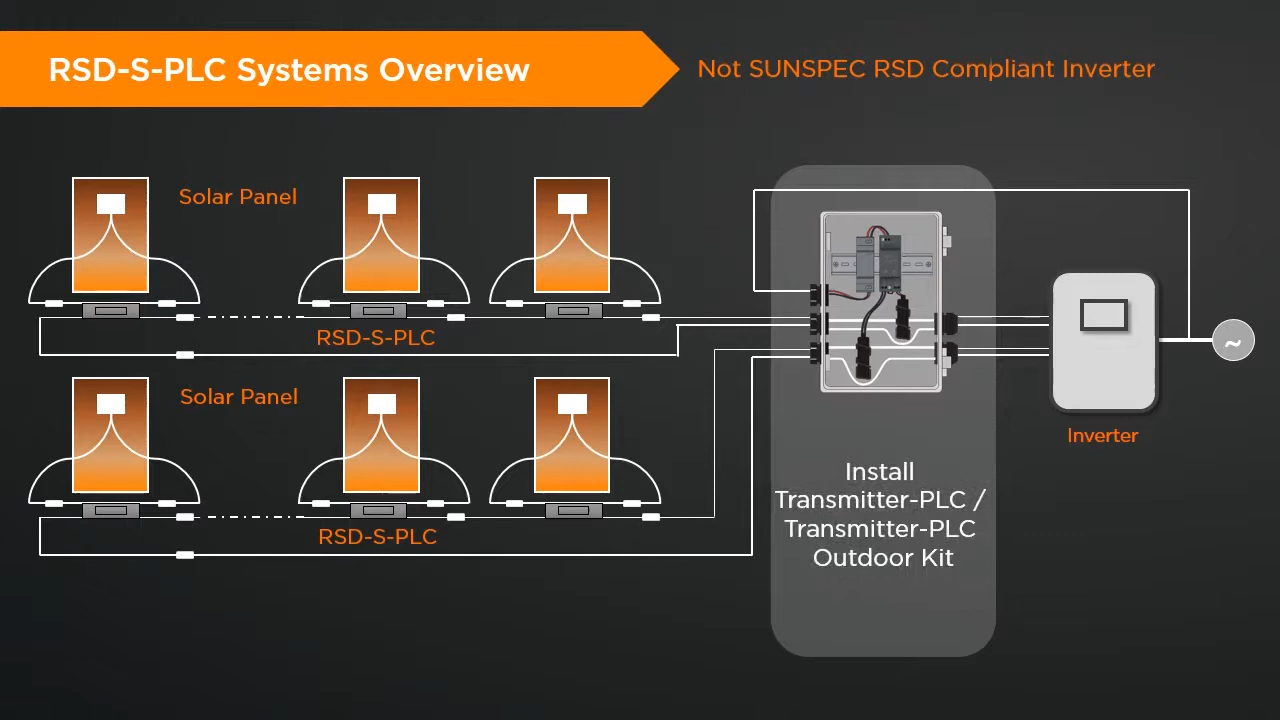 RSD-S-PLC Systems Overview
Not SUNSPEC RSD Compliant Inverter
Solar Panel
RSD-S-PLC
Solar Panel
RSD-S-PLC
Inverter
Install
Transmitter-PLC /
Transmitter-PLC
Outdoor Kit
~